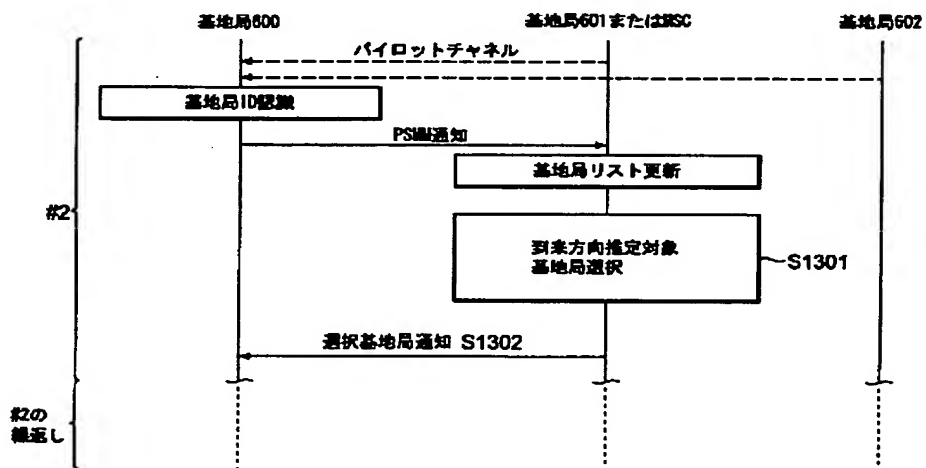 基地局600
基地局601またはBSC
基地局602
パイロットチャネル
基地局ID認識
PSMM通知
基地局リスト更新
#2
到来方向推定対象
基地局選択
S1301
選択基地局通知 S1302
#2の
繰返し